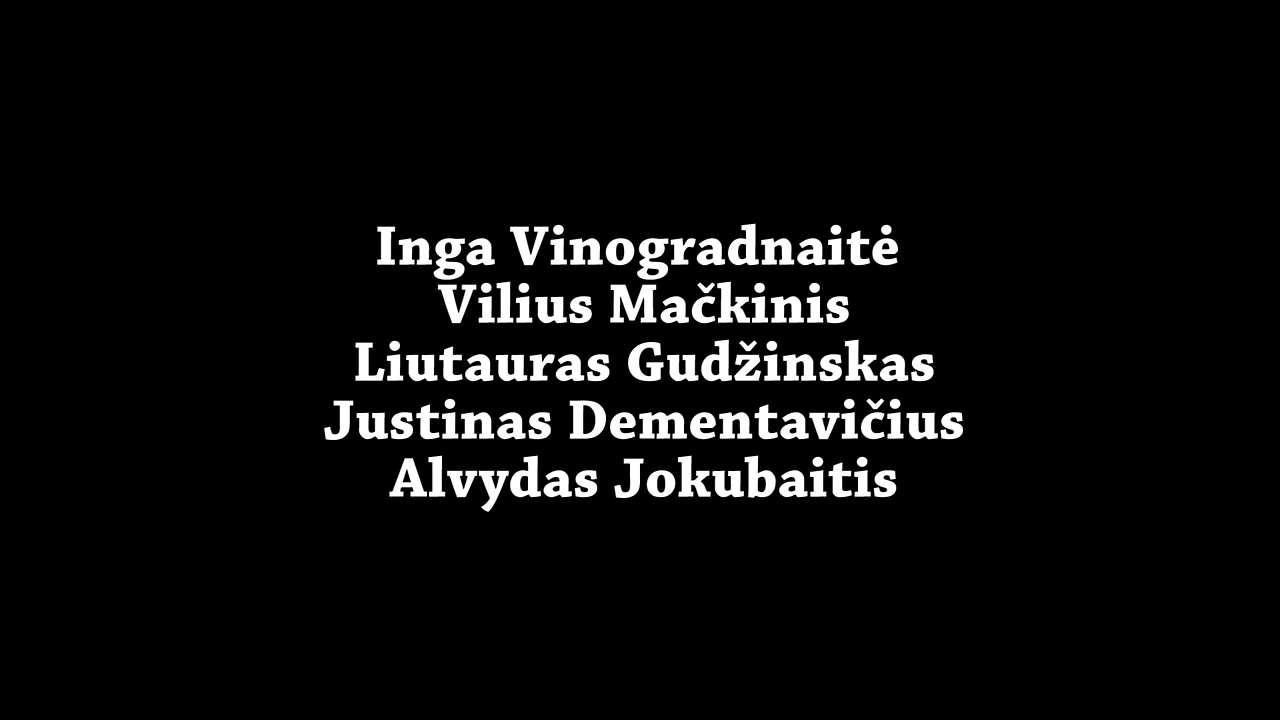 Inga Vinogradnaitė
Vilius Mačkinis
Liutauras Gudžinskas
Justinas Dementavičius
Alvydas Jokubaitis